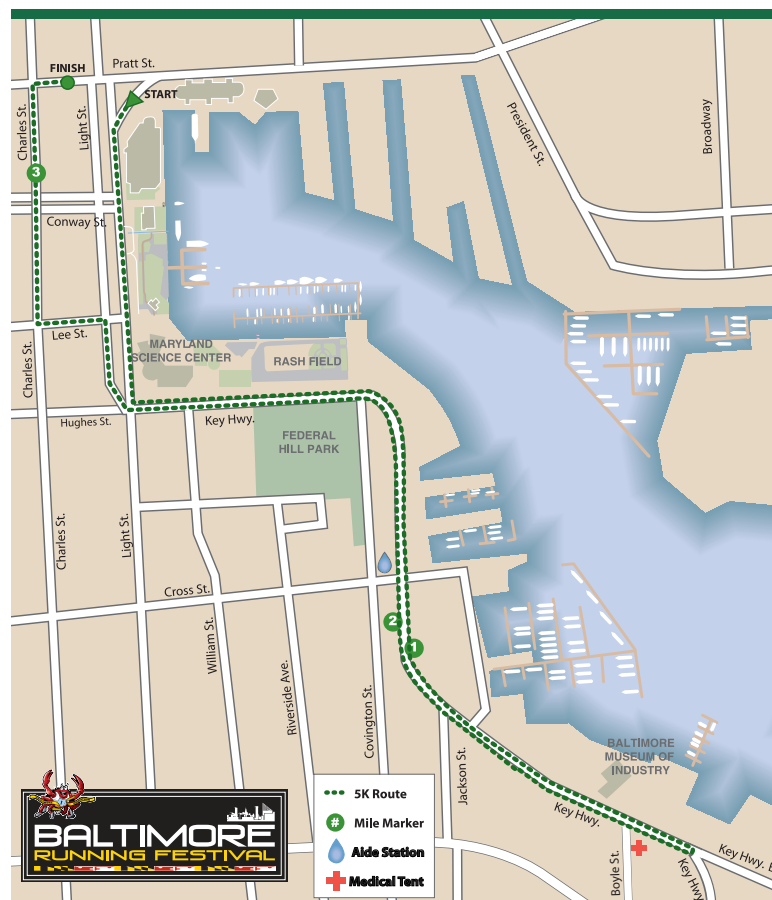 FINISH
Pratt St.
START
Charles St.
Light St.
President St.
Broadway
3
Conway St.
Lee St.
MARYLAND
SCIENCE CENTER
RASH FIELD
Charles St.
Hughes St.
Key Hwy.
FEDERAL
HILL PARK
Charles St.
Light St.
Cross St.
2
1
William St.
Riverside Ave.
Covington St.
Jackson St.
BALTIMORE
MUSEUM OF
INDUSTRY
Key Hwy.
Boyle St.
Key Hwy
Key Hwy. E
5K Route
# Mile Marker
Aide Station
Medical Tent
BALTIMORE
RUNNING FESTIVAL